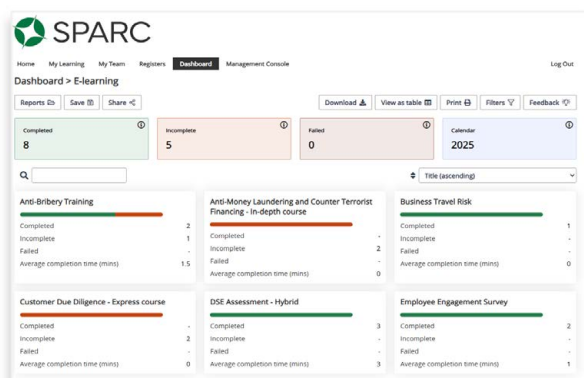 SPARC
Home My Learning My Team Registers Dashboard Management Console Log Out
Dashboard > E-learning
Reports Save Share Download View as table Print Filters Feedback
Completed Incomplete Failed Calendar
8 5 0 2025
Title (ascending)
Anti-Bribery Training
Completed 2
Incomplete 1
Failed -
Average completion time (mins) 1.5
Anti-Money Laundering and Counter Terrorist
Financing - In-depth course
Completed -
Incomplete 2
Failed -
Average completion time (mins) 0
Business Travel Risk
Completed 1
Incomplete -
Failed -
Average completion time (mins) 0
Customer Due Diligence - Express course
Completed -
Incomplete 2
Failed -
Average completion time (mins) 0
DSE Assessment - Hybrid
Completed 3
Incomplete -
Failed -
Average completion time (mins) 3
Employee Engagement Survey
Completed 2
Incomplete -
Failed -
Average completion time (mins) 1